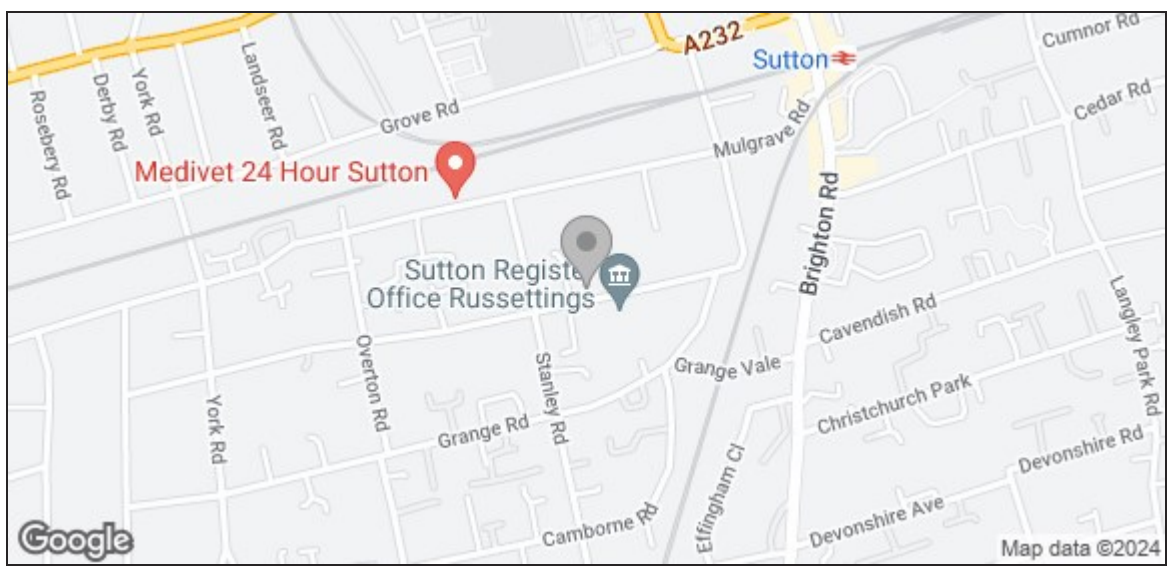 A232
Cumnor Rd
Sutton
Landseer Rd
York Rd
Derby Rd
Rosebery Rd
Cedar Rd
Grove Rd
Mulgrave Rd
Medivet 24 Hour Sutton
Brighton Rd
Sutton Registe
Office Russettings
Langley Park Rd
Cavendish Rd
Overton Rd
Stanley Rd
Grange Vale
Christchurch Park
York Rd
Grange Rd
Devonshire Rd
Effingham Cl
Camborne Rd
Devonshire Ave
Google
Map data ©2024